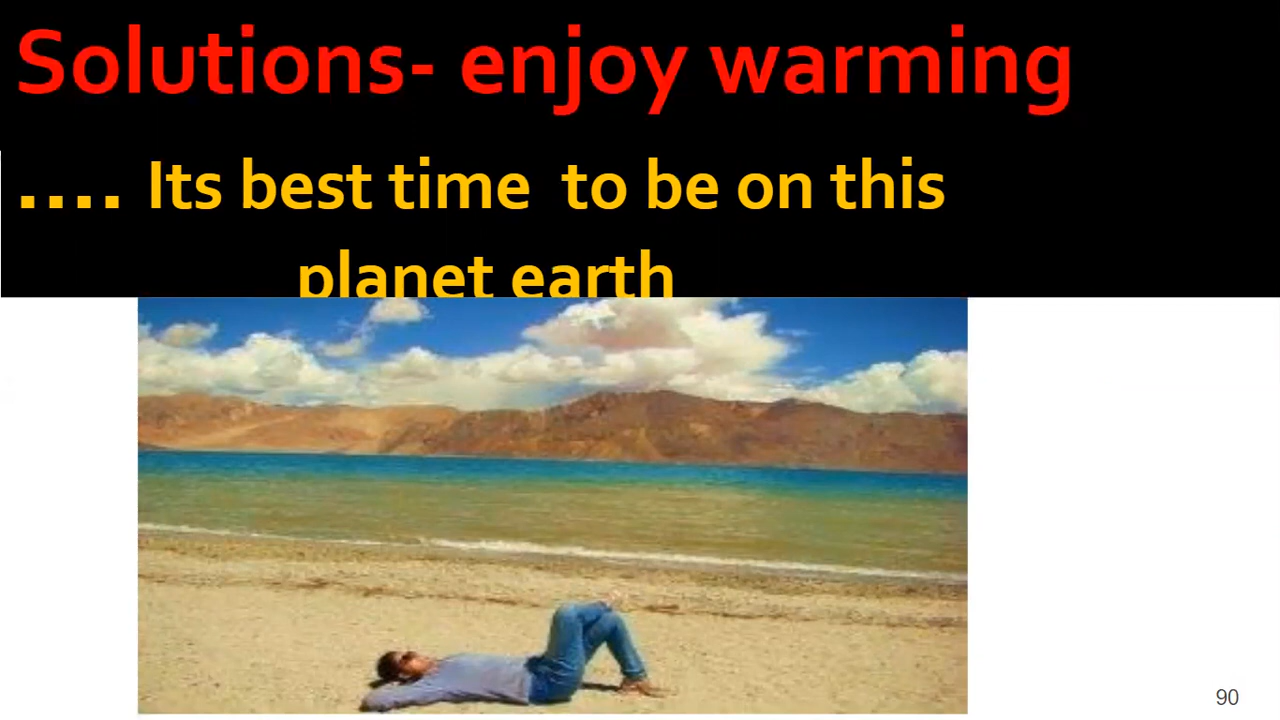 Solutions- enjoy warming
.... Its best time to be on this
planet earth
90